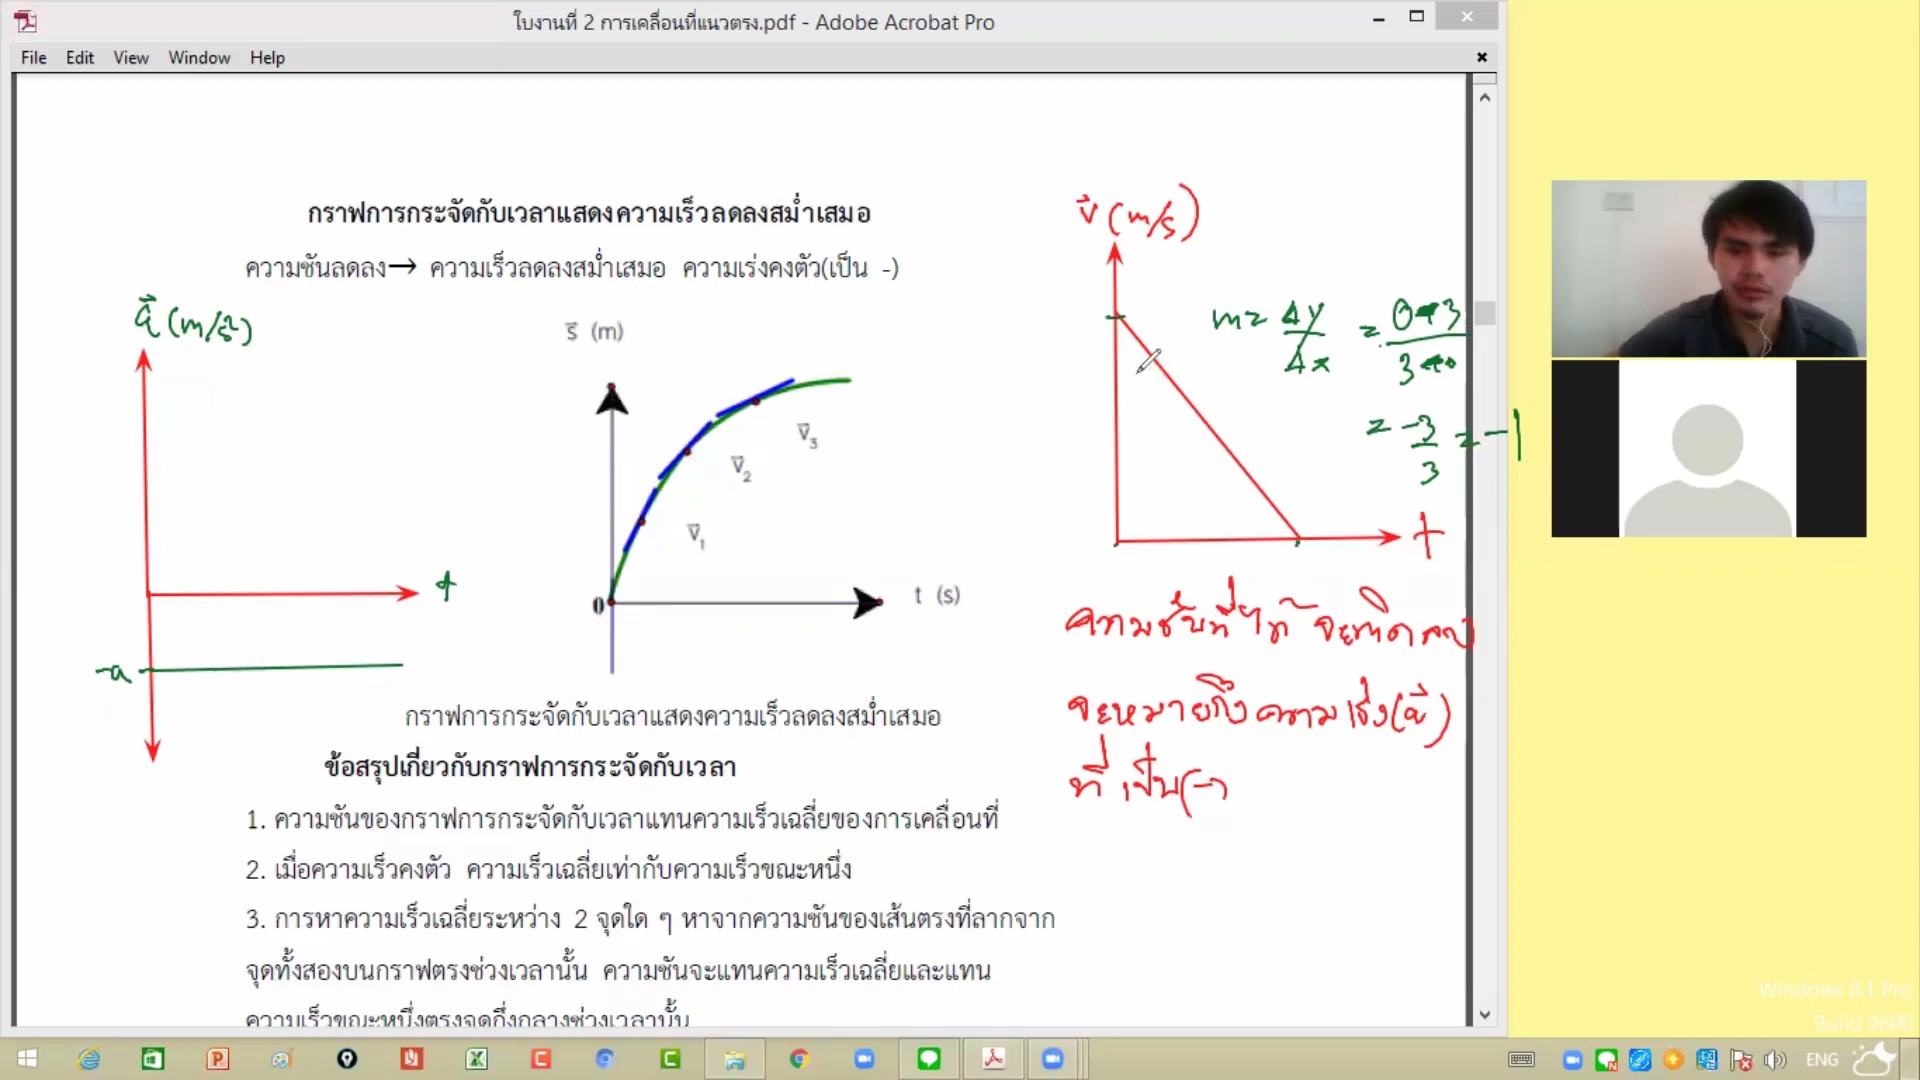 ใบงานที่ 2 การเคลื่อนที่แนวตรง.pdf - Adobe Acrobat Pro
File Edit View Window Help
กราฟการกระจัดกับเวลาแสดงความเร็วลดลงสม่ำเสมอ
ความชันลดลง→ ความเร็วลดลงสม่ำเสมอ ความเร่งคงตัว(เป็น -)
a⃗ (m/s²)
t
-a
s⃗ (m)
v⃗₁
v⃗₂
v⃗₃
0
t (s)
v⃗ (m/s)
m = Δy/Δx = 0-3/3-0
= -3/3 = -1
t
ความชันที่ได้ จะติดลบ
จะหมายถึงความเร่ง(a⃗)
ที่เป็น(-)
กราฟการกระจัดกับเวลาแสดงความเร็วลดลงสม่ำเสมอ
ข้อสรุปเกี่ยวกับกราฟการกระจัดกับเวลา
1. ความชันของกราฟการกระจัดกับเวลาแทนความเร็วเฉลี่ยของการเคลื่อนที่
2. เมื่อความเร็วคงตัว ความเร็วเฉลี่ยเท่ากับความเร็วขณะหนึ่ง
3. การหาความเร็วเฉลี่ยระหว่าง 2 จุดใด ๆ หาจากความชันของเส้นตรงที่ลากจาก
จุดทั้งสองบนกราฟตรงช่วงเวลานั้น ความชันจะแทนความเร็วเฉลี่ยและแทน
ความเร็วขณะหนึ่งตรงจุดกึ่งกลางช่วงเวลานั้น
Windows 8.1 Pro
Build 9600
ENG